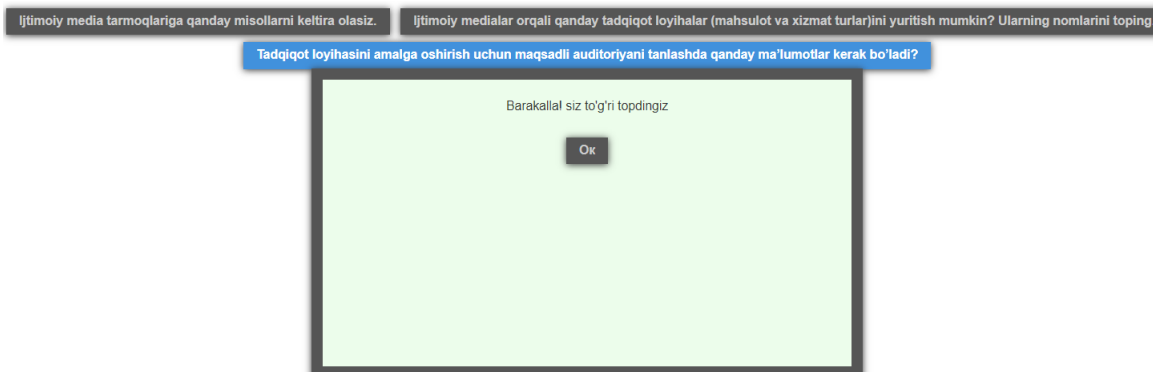 Ijtimoiy media tarmoqlariga qanday misollarni keltira olasiz.
Ijtimoiy medialar orqali qanday tadqiqot loyihalar (mahsulot va xizmat turlar)ini yuritish mumkin? Ularning nomlarini toping.
Tadqiqot loyihasini amalga oshirish uchun maqsadli auditoriyani tanlashda qanday ma’lumotlar kerak bo’ladi?
Barakalla! siz to'g'ri topdingiz
Ок